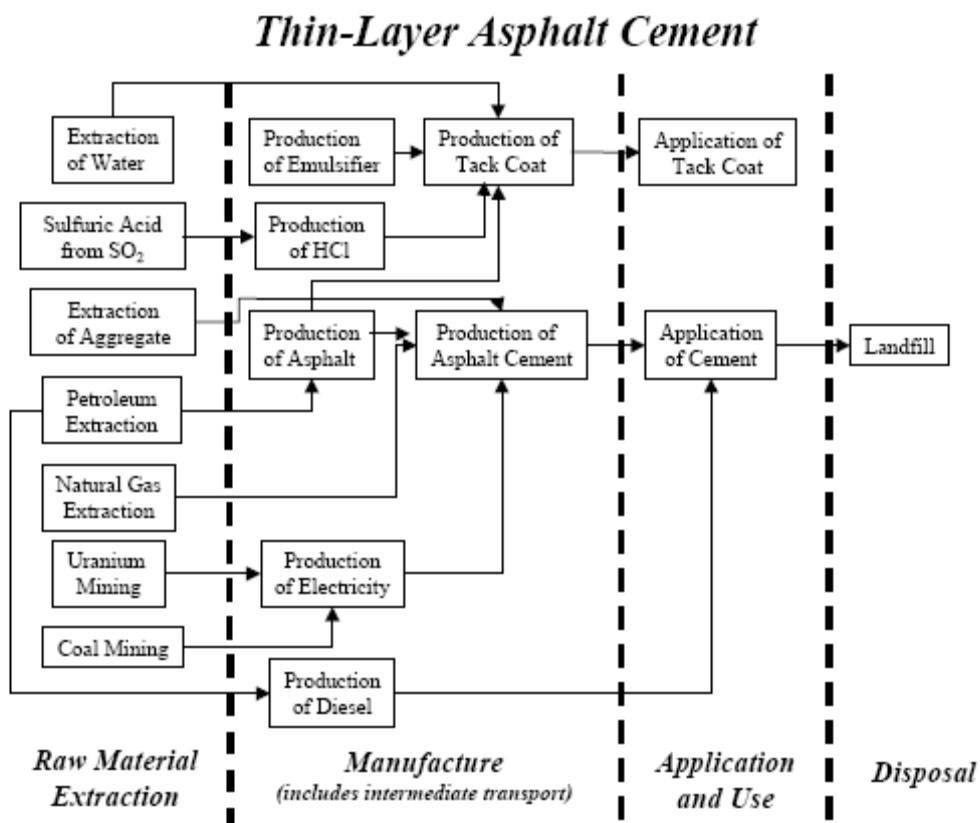 Thin-Layer Asphalt Cement
Extraction
of Water
Production
of Emulsifier
Production of
Tack Coat
Application of
Tack Coat
Sulfuric Acid
from SO₂
Production
of HCl
Extraction
of Aggregate
Production
of Asphalt
Production of
Asphalt Cement
Application
of Cement
Landfill
Petroleum
Extraction
Natural Gas
Extraction
Uranium
Mining
Production
of Electricity
Coal Mining
Production
of Diesel
Raw Material
Extraction
Manufacture
(includes intermediate transport)
Application
and Use
Disposal